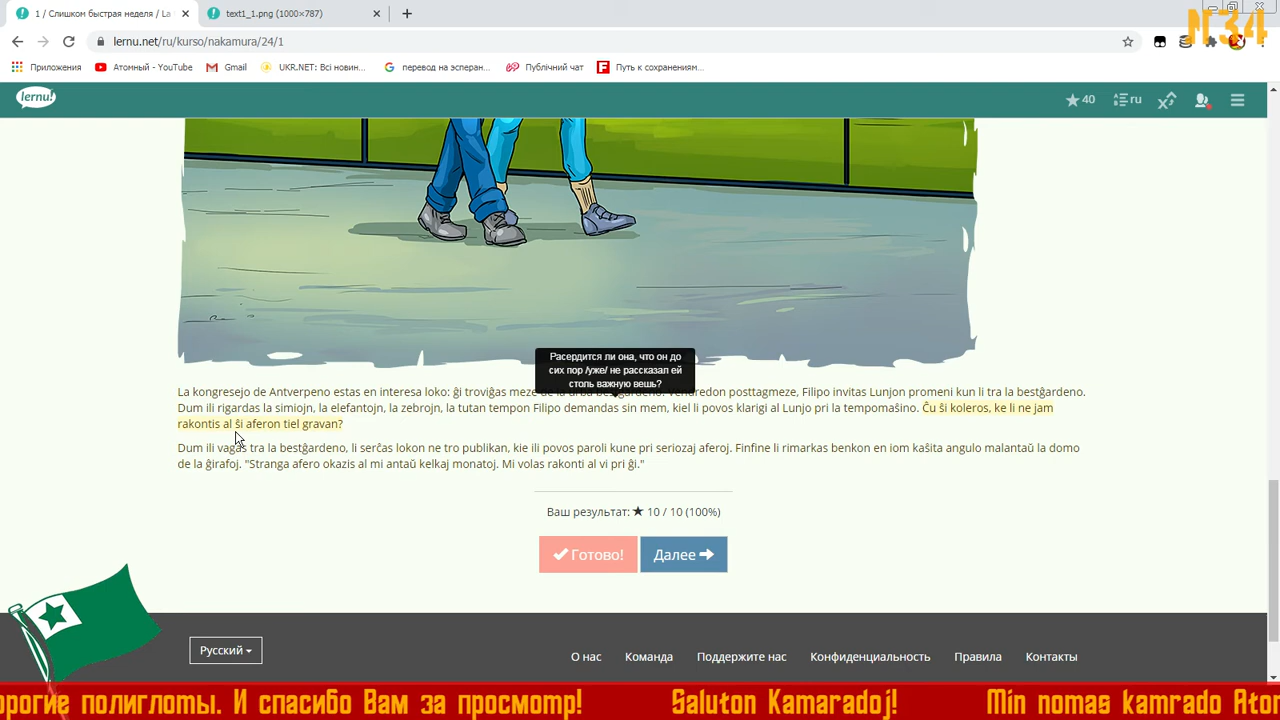 1 / Слишком быстрая неделя / La
text1_1.png (1000×787)
lernu.net/ru/kurso/nakamura/24/1
Приложения
Атомный - YouTube
Gmail
UKR.NET: Всі новин...
перевод на эсперан...
Публічний чат
Путь к сохранениям...
N34
lernu!
40
ru
Расердится ли она, что он до
сих пор /уже/ не рассказал ей
столь важную вешь?
La kongresejo de Antverpeno estas en interesa loko: ĝi troviĝas meze de la urba bestĝardeno. Vendredon posttagmeze, Filipo invitas Lunjon promeni kun li tra la bestĝardeno.
Dum ili rigardas la simiojn, la elefantojn, la zebrojn, la tutan tempon Filipo demandas sin mem, kiel li povos klarigi al Lunjo pri la tempomaŝino. Ĉu ŝi koleros, ke li ne jam
rakontis al ŝi aferon tiel gravan?
Dum ili vagas tra la bestĝardeno, li serĉas lokon ne tro publikan, kie ili povos paroli kune pri seriozaj aferoj. Finfine li rimarkas benkon en iom kaŝita angulo malantaŭ la domo
de la ĝirafoj. "Stranga afero okazis al mi antaŭ kelkaj monatoj. Mi volas rakonti al vi pri ĝi."
Ваш результат: ★ 10 / 10 (100%)
Готово!
Далее
Русский
О нас
Команда
Поддержите нас
Конфиденциальность
Правила
Контакты
орогие полиглоты. И спасибо Вам за просмотр! Saluton Kamaradoj! Min nomas kamrado Ator